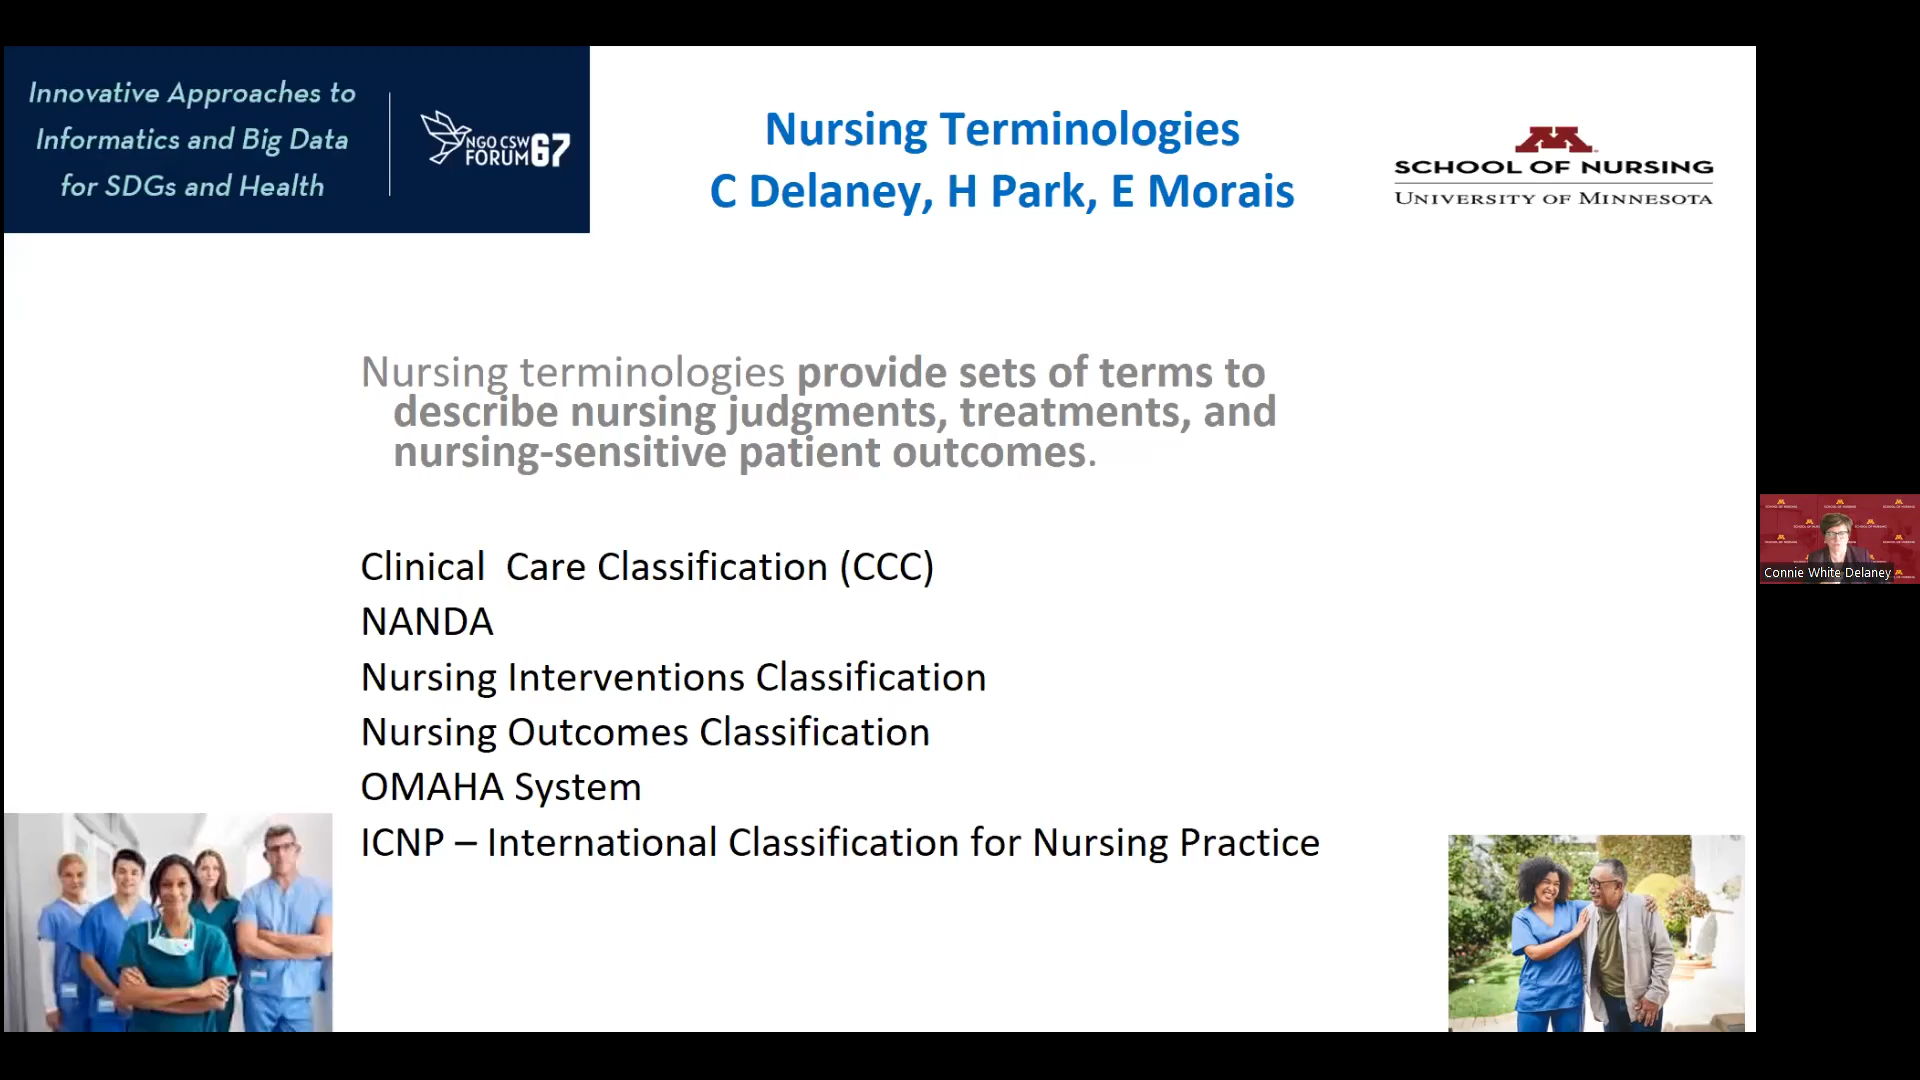 Innovative Approaches to
Informatics and Big Data
for SDGs and Health
NGO CSW
FORUM 67
Nursing Terminologies
C Delaney, H Park, E Morais
SCHOOL OF NURSING
UNIVERSITY OF MINNESOTA
Nursing terminologies provide sets of terms to
describe nursing judgments, treatments, and
nursing-sensitive patient outcomes.
Clinical  Care Classification (CCC)
NANDA
Nursing Interventions Classification
Nursing Outcomes Classification
OMAHA System
ICNP – International Classification for Nursing Practice
Connie White Delaney